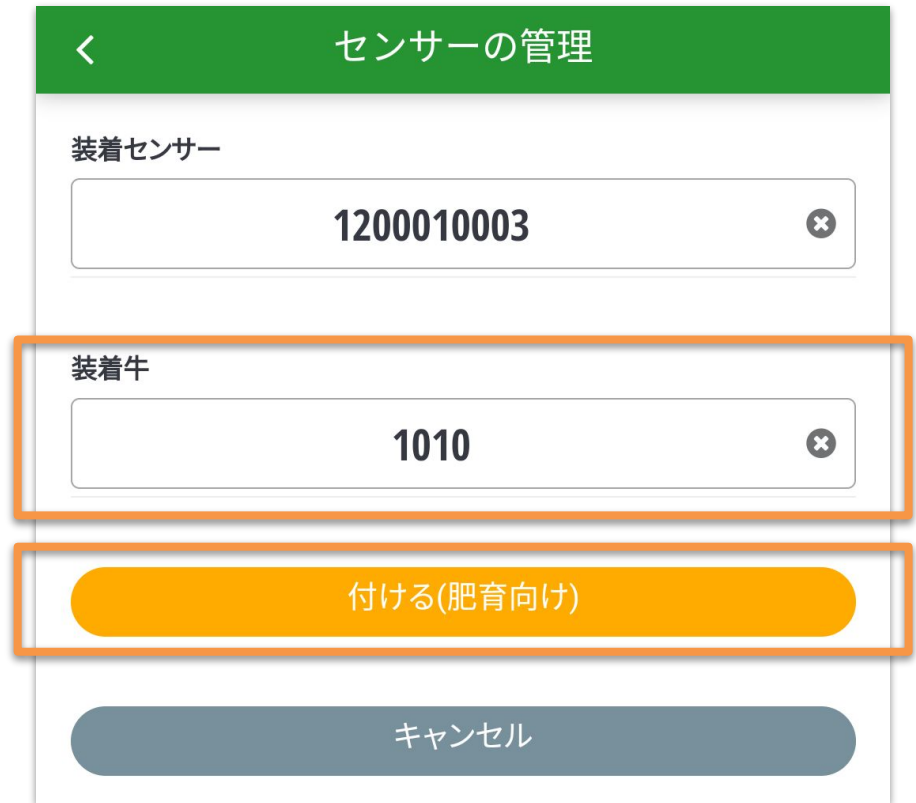 センサーの管理
装着センサー
1200010003
装着牛
1010
付ける(肥育向け)
キャンセル